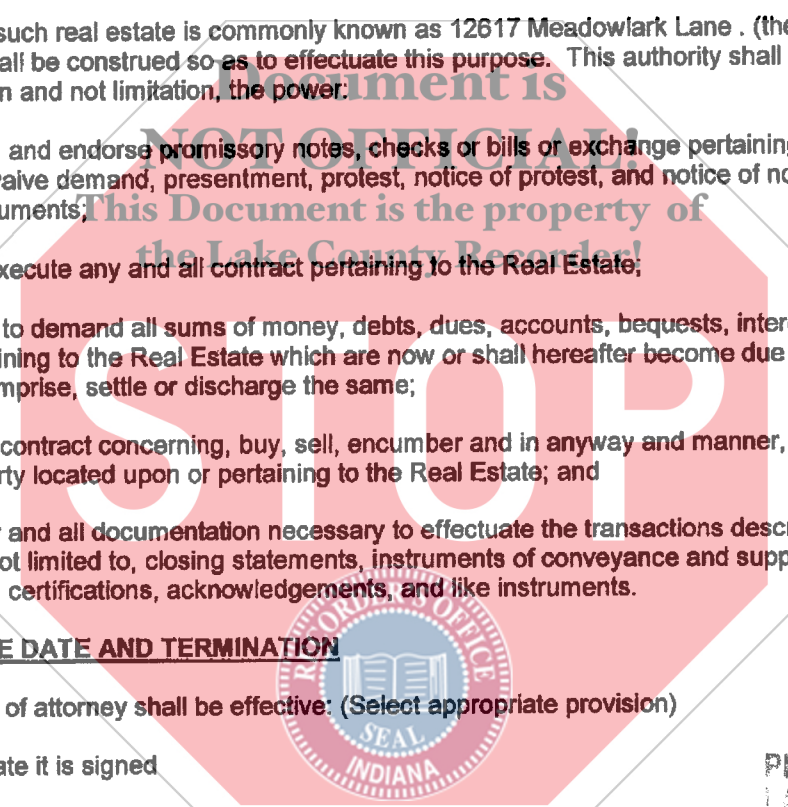 such real estate is commonly known as 12617 Meadowlark Lane . (the
all be construed so as to effectuate this purpose. This authority shall
n and not limitation, the power:
Document is
NOT OFFICIAL!
This Document is the property of
the Lake County Recorder!
and endorse promissory notes, checks or bills or exchange pertaining
aive demand, presentment, protest, notice of protest, and notice of no
uments;
xecute any and all contract pertaining to the Real Estate;
to demand all sums of money, debts, dues, accounts, bequests, inter
ining to the Real Estate which are now or shall hereafter become due
mprise, settle or discharge the same;
STOP
contract concerning, buy, sell, encumber and in anyway and manner,
rty located upon or pertaining to the Real Estate; and
r and all documentation necessary to effectuate the transactions descr
ot limited to, closing statements, instruments of conveyance and supp
certifications, acknowledgements, and like instruments.
E DATE AND TERMINATION
of attorney shall be effective: (Select appropriate provision)
ate it is signed
RECORDER'S OFFICE
SEAL
INDIANA